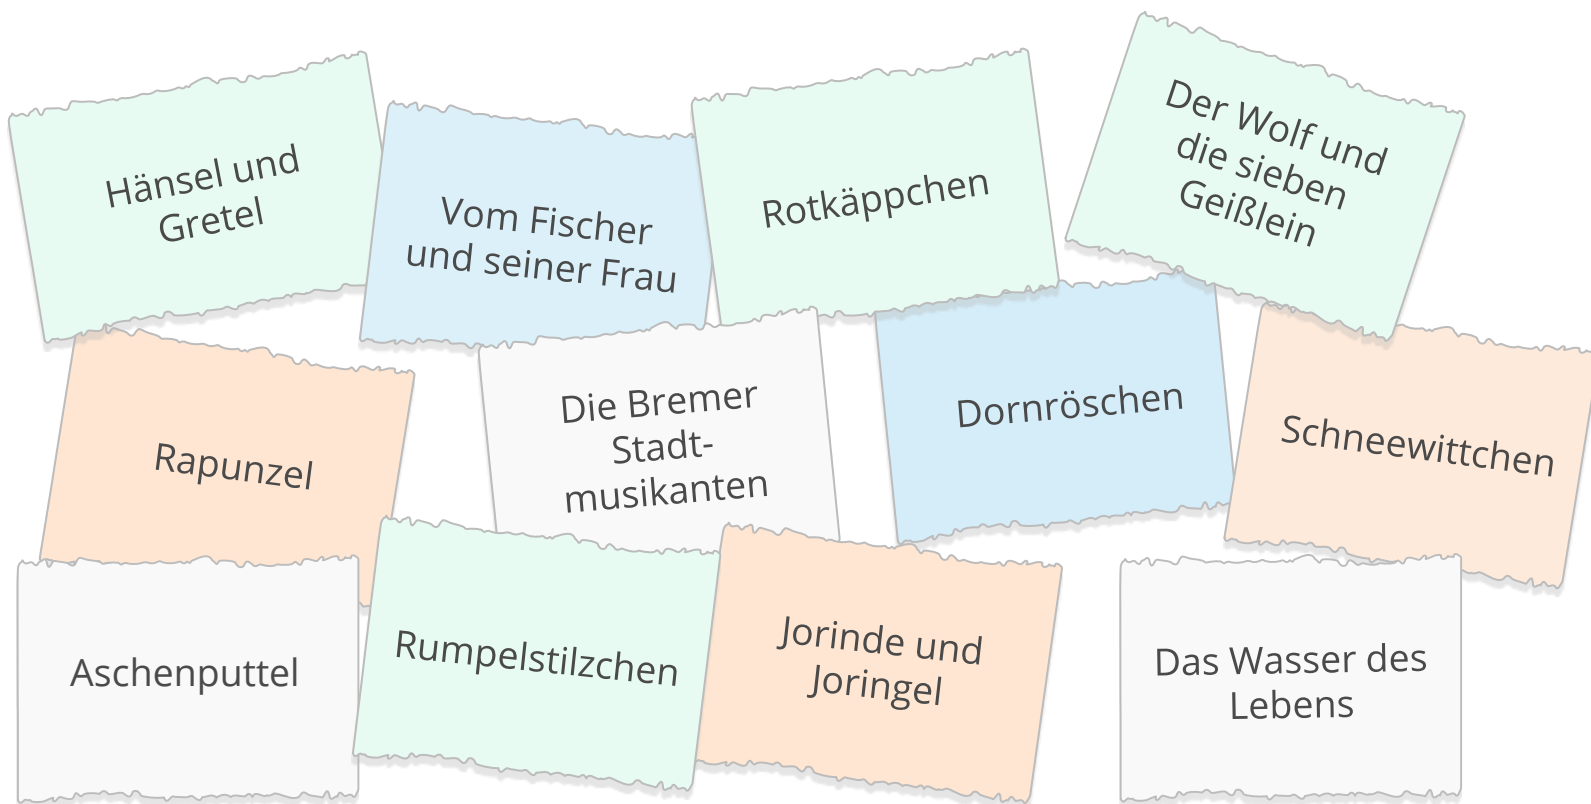 Hänsel und
Gretel
Vom Fischer
und seiner Frau
Rotkäppchen
Der Wolf und
die sieben
Geißlein
Rapunzel
Die Bremer
Stadt-
musikanten
Dornröschen
Schneewittchen
Aschenputtel
Rumpelstilzchen
Jorinde und
Joringel
Das Wasser des
Lebens